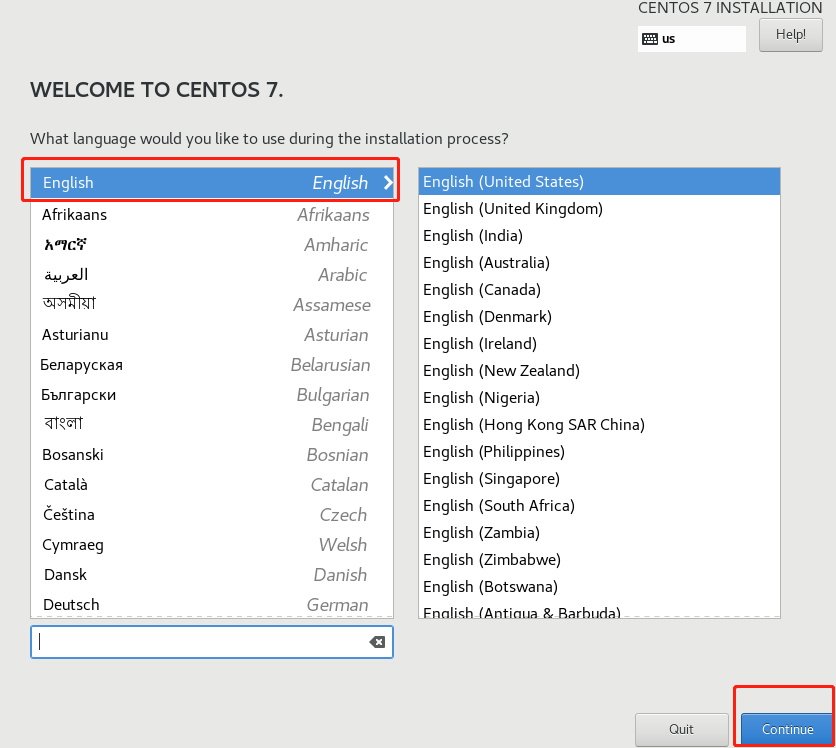 CENTOS 7 INSTALLATION
us
Help!
WELCOME TO CENTOS 7.
What language would you like to use during the installation process?
English English
Afrikaans Afrikaans
አማርኛ Amharic
العربية Arabic
অসমীয়া Assamese
Asturianu Asturian
Беларуская Belarusian
Български Bulgarian
বাংলা Bengali
Bosanski Bosnian
Català Catalan
Čeština Czech
Cymraeg Welsh
Dansk Danish
Deutsch German
English (United States)
English (United Kingdom)
English (India)
English (Australia)
English (Canada)
English (Denmark)
English (Ireland)
English (New Zealand)
English (Nigeria)
English (Hong Kong SAR China)
English (Philippines)
English (Singapore)
English (South Africa)
English (Zambia)
English (Zimbabwe)
English (Botswana)
English (Antigua & Barbuda)
Quit
Continue